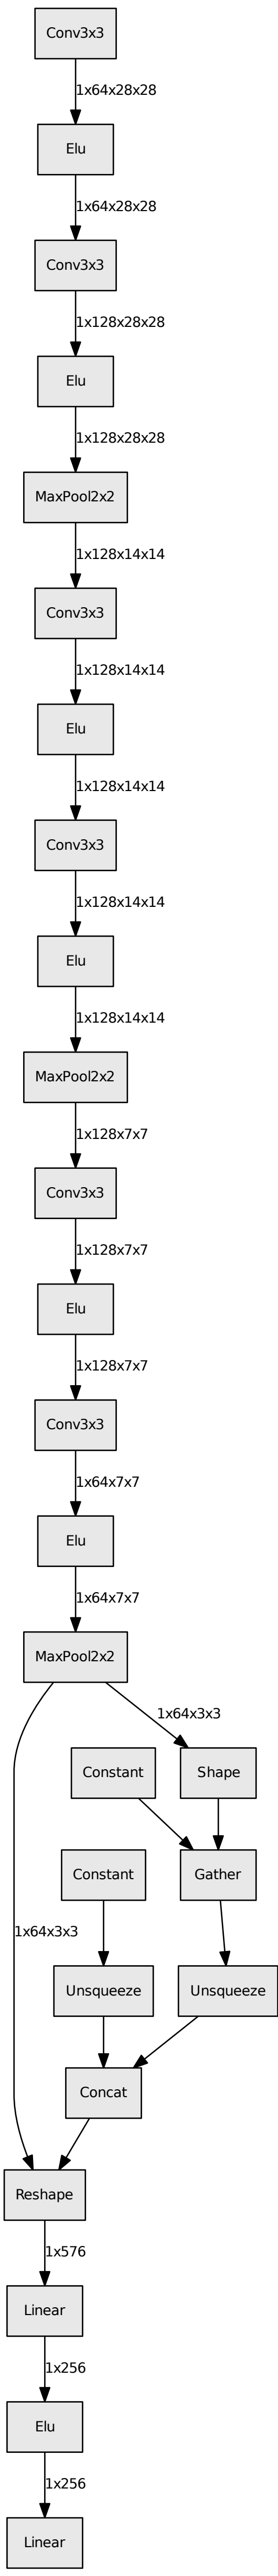 Conv3x3
1x64x28x28
Elu
1x64x28x28
Conv3x3
1x128x28x28
Elu
1x128x28x28
MaxPool2x2
1x128x14x14
Conv3x3
1x128x14x14
Elu
1x128x14x14
Conv3x3
1x128x14x14
Elu
1x128x14x14
MaxPool2x2
1x128x7x7
Conv3x3
1x128x7x7
Elu
1x128x7x7
Conv3x3
1x64x7x7
Elu
1x64x7x7
MaxPool2x2
1x64x3x3
Constant
Shape
Constant
Gather
1x64x3x3
Unsqueeze
Unsqueeze
Concat
Reshape
1x576
Linear
1x256
Elu
1x256
Linear